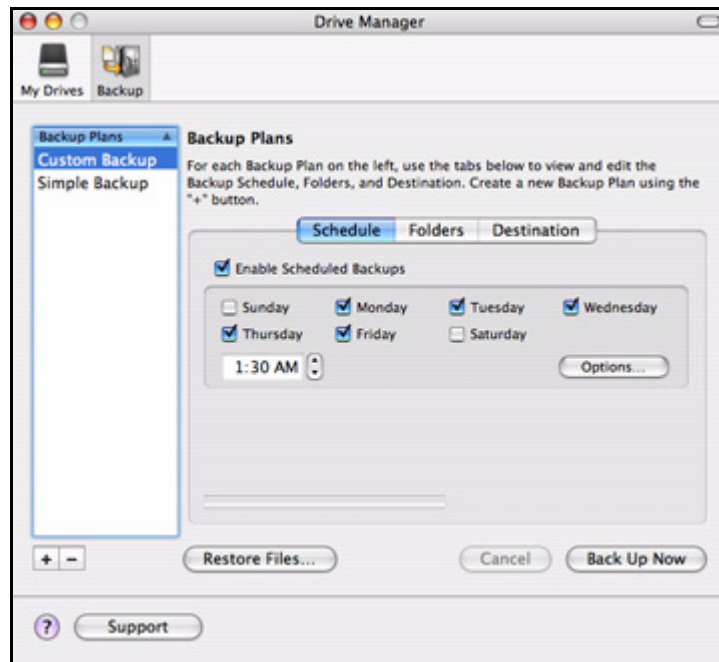 Drive Manager
My Drives Backup
Backup Plans
Custom Backup
Simple Backup
Backup Plans
For each Backup Plan on the left, use the tabs below to view and edit the
Backup Schedule, Folders, and Destination. Create a new Backup Plan using the
"+" button.
Schedule Folders Destination
Enable Scheduled Backups
Sunday Monday Tuesday Wednesday
Thursday Friday Saturday
1:30 AM Options...
+ − Restore Files... Cancel Back Up Now
? Support